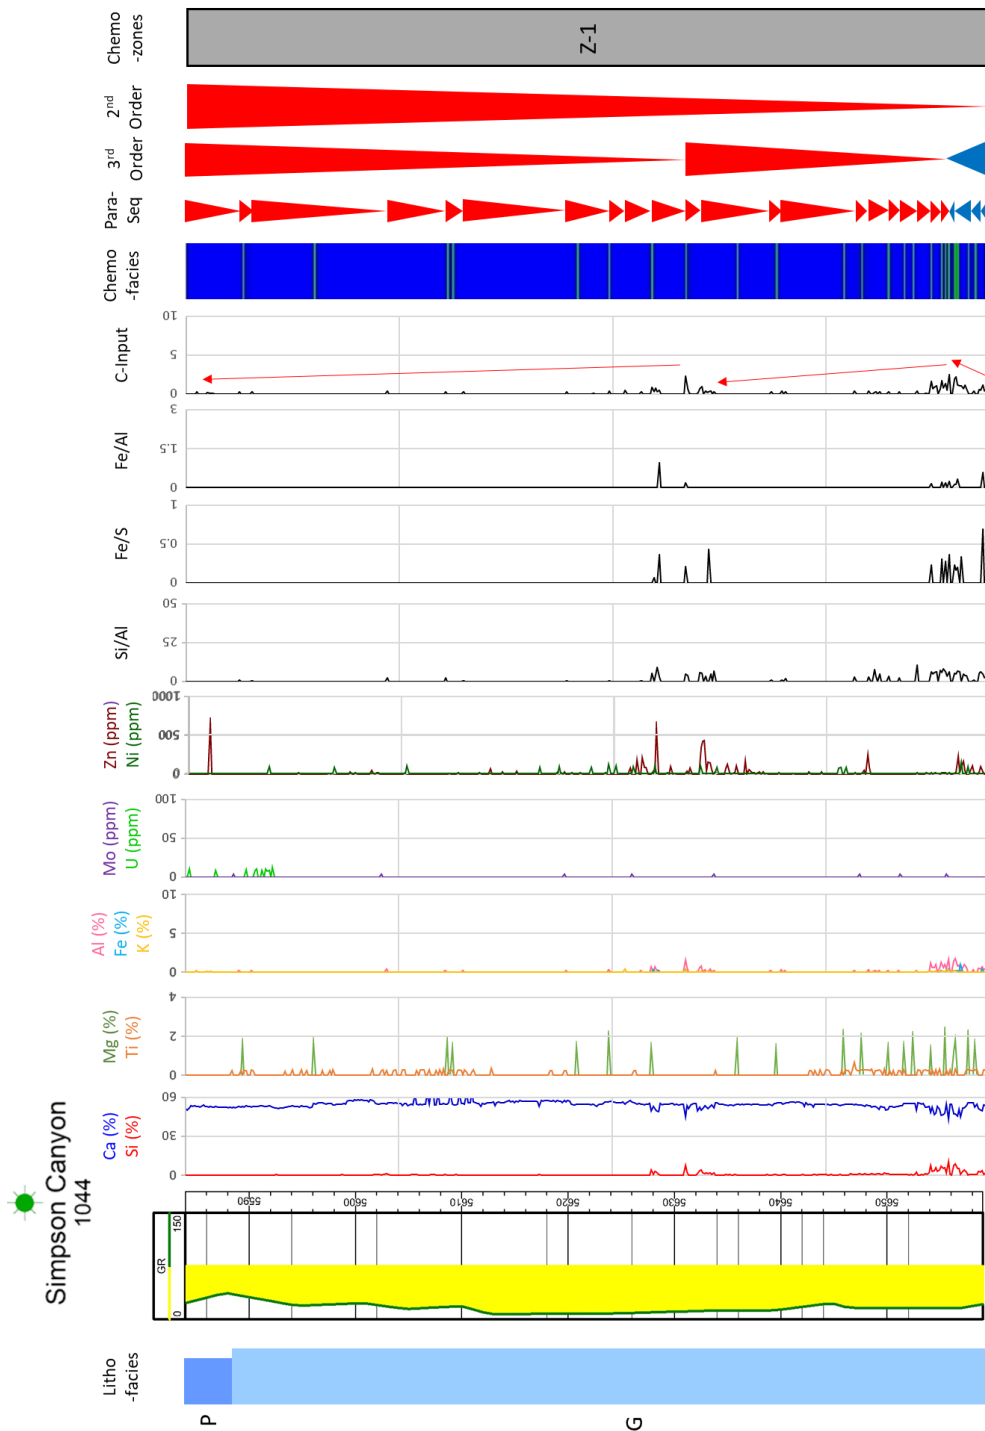 Simpson Canyon
1044
Litho
-facies
GR
0 150
Ca (%)
Si (%)
0 30 60
Mg (%)
Ti (%)
0 2 4
Al (%)
Fe (%)
K (%)
0 5 10
Mo (ppm)
U (ppm)
0 50 100
Zn (ppm)
Ni (ppm)
0 500 1000
Si/Al
0 25 50
Fe/S
0 0.5 1
Fe/Al
0 1.5 3
C-Input
0 5 10
Chemo
-facies
Para-
Seq
3rd
Order
2nd
Order
Chemo
-zones
P
G
5590
5600
5610
5620
5630
5640
5650
Z-1